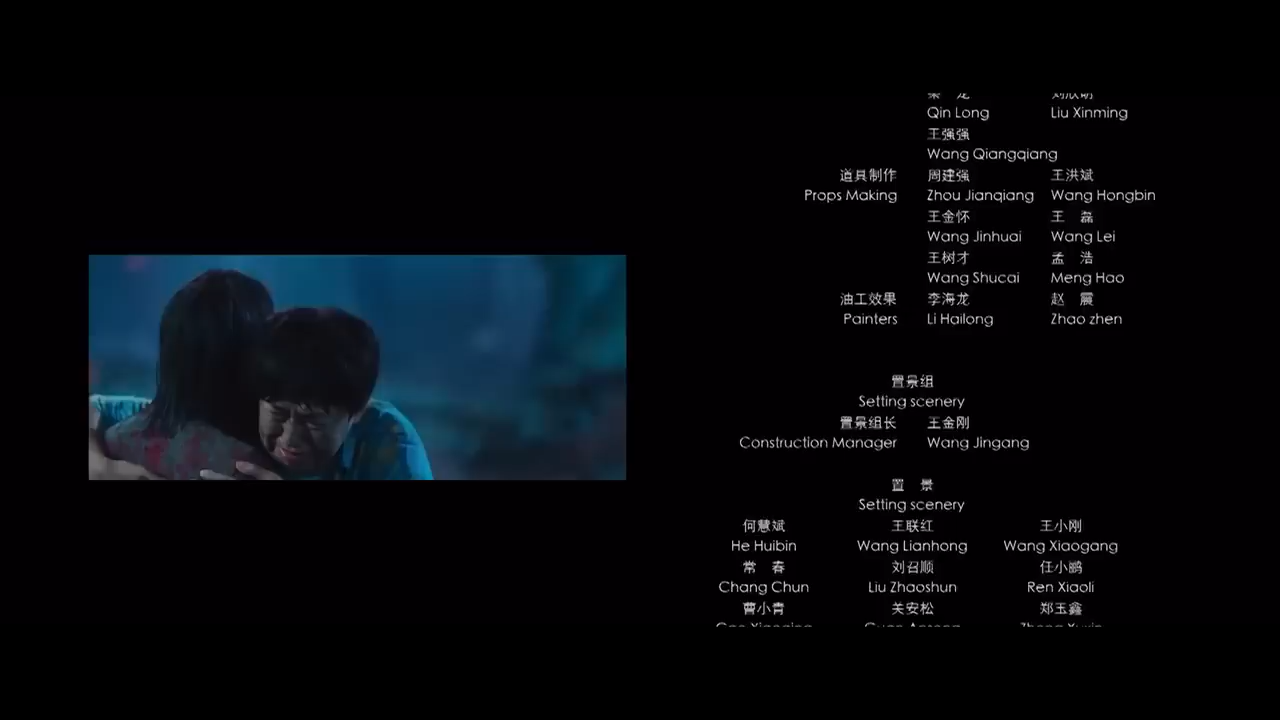 Qin Long Liu Xinming
王强强
Wang Qiangqiang
道具制作 周建强 王洪斌
Props Making Zhou Jianqiang Wang Hongbin
王金怀 王 磊
Wang Jinhuai Wang Lei
王树才 孟 浩
Wang Shucai Meng Hao
油工效果 李海龙 赵 震
Painters Li Hailong Zhao zhen
置景组
Setting scenery
置景组长 王金刚
Construction Manager Wang Jingang
置 景
Setting scenery
何慧斌 王联红 王小刚
He Huibin Wang Lianhong Wang Xiaogang
常 春 刘召顺 任小鹂
Chang Chun Liu Zhaoshun Ren Xiaoli
曹小青 关安松 郑玉鑫